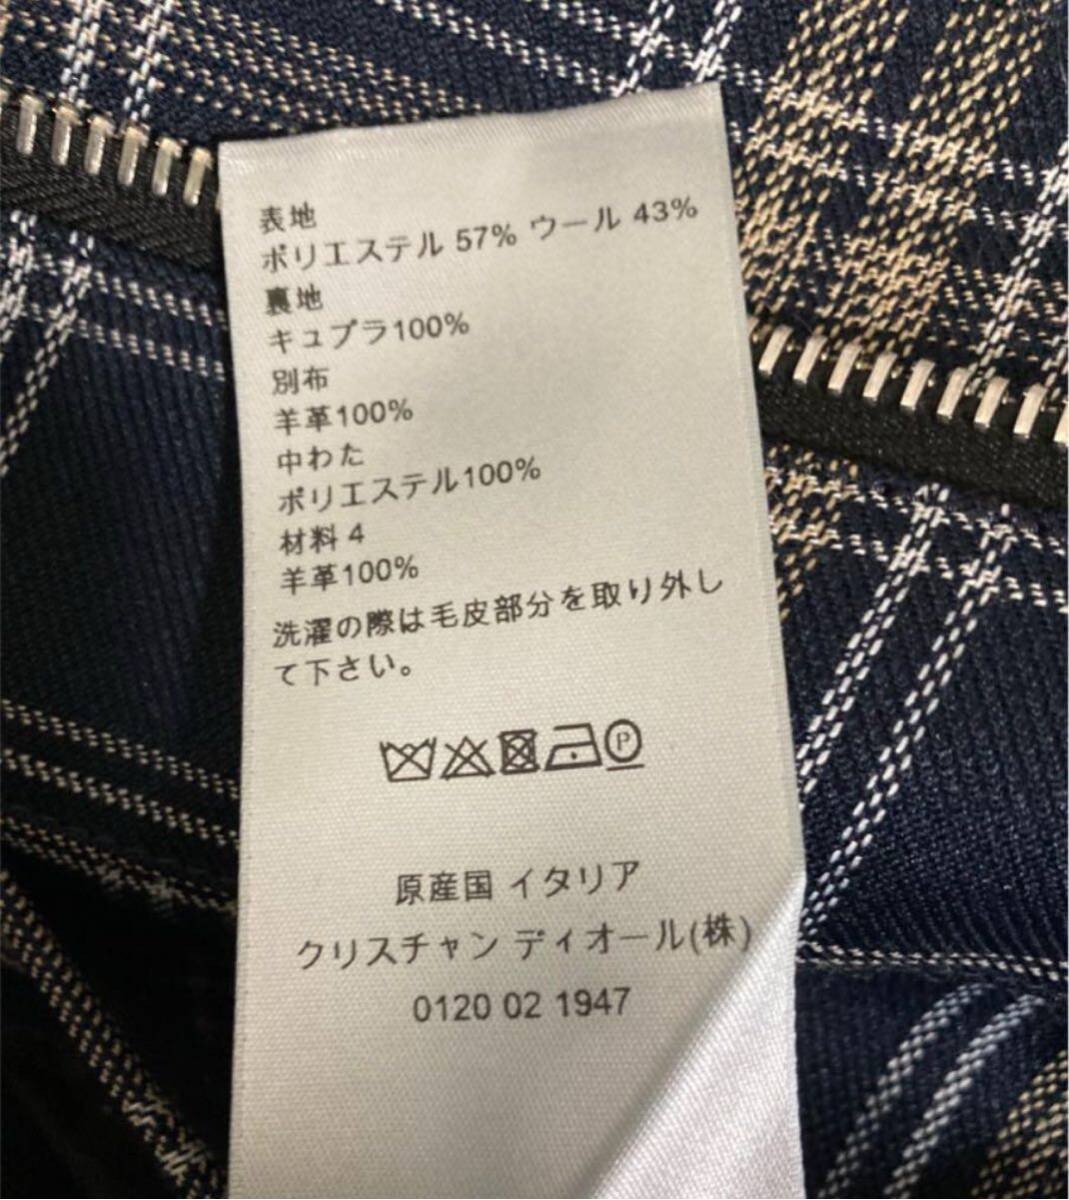 表地
ポリエステル 57% ウール 43%
裏地
キュプラ100%
別布
羊革100%
中わた
ポリエステル100%
材料 4
羊革100%
洗濯の際は毛皮部分を取り外し
て下さい。
P
原産国 イタリア
クリスチャン ディオール(株)
0120 02 1947